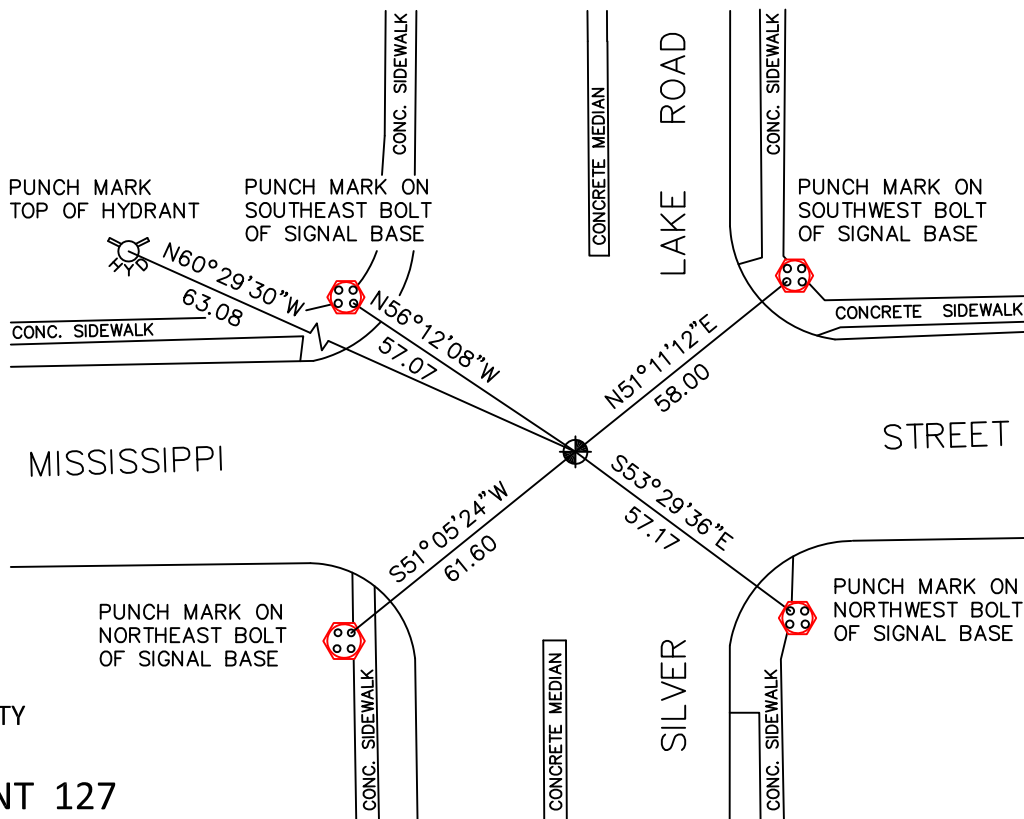 CONC. SIDEWALK
CONCRETE MEDIAN
LAKE ROAD
CONC. SIDEWALK
PUNCH MARK
TOP OF HYDRANT
PUNCH MARK ON
SOUTHEAST BOLT
OF SIGNAL BASE
PUNCH MARK ON
SOUTHWEST BOLT
OF SIGNAL BASE
HYD
N60°29'30"W
63.08
N56°12'08"W
57.07
N51°11'12"E
58.00
CONCRETE SIDEWALK
CONC. SIDEWALK
MISSISSIPPI
STREET
S51°05'24"W
61.60
S53°29'36"E
57.17
PUNCH MARK ON
NORTHEAST BOLT
OF SIGNAL BASE
PUNCH MARK ON
NORTHWEST BOLT
OF SIGNAL BASE
CONC. SIDEWALK
CONCRETE MEDIAN
SILVER
CONC. SIDEWALK
TY
NT 127